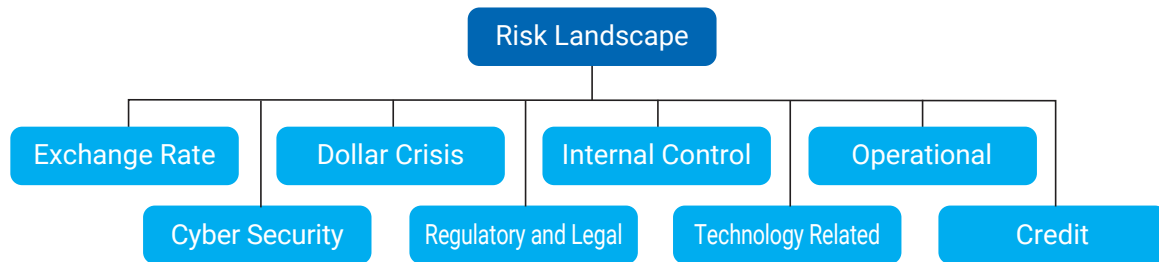 Risk Landscape
Exchange Rate
Dollar Crisis
Internal Control
Operational
Cyber Security
Regulatory and Legal
Technology Related
Credit